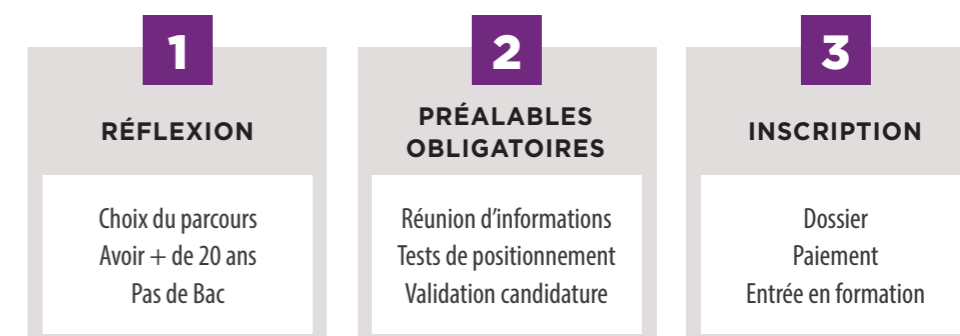 1
RÉFLEXION
Choix du parcours
Avoir + de 20 ans
Pas de Bac
2
PRÉALABLES
OBLIGATOIRES
Réunion d’informations
Tests de positionnement
Validation candidature
3
INSCRIPTION
Dossier
Paiement
Entrée en formation